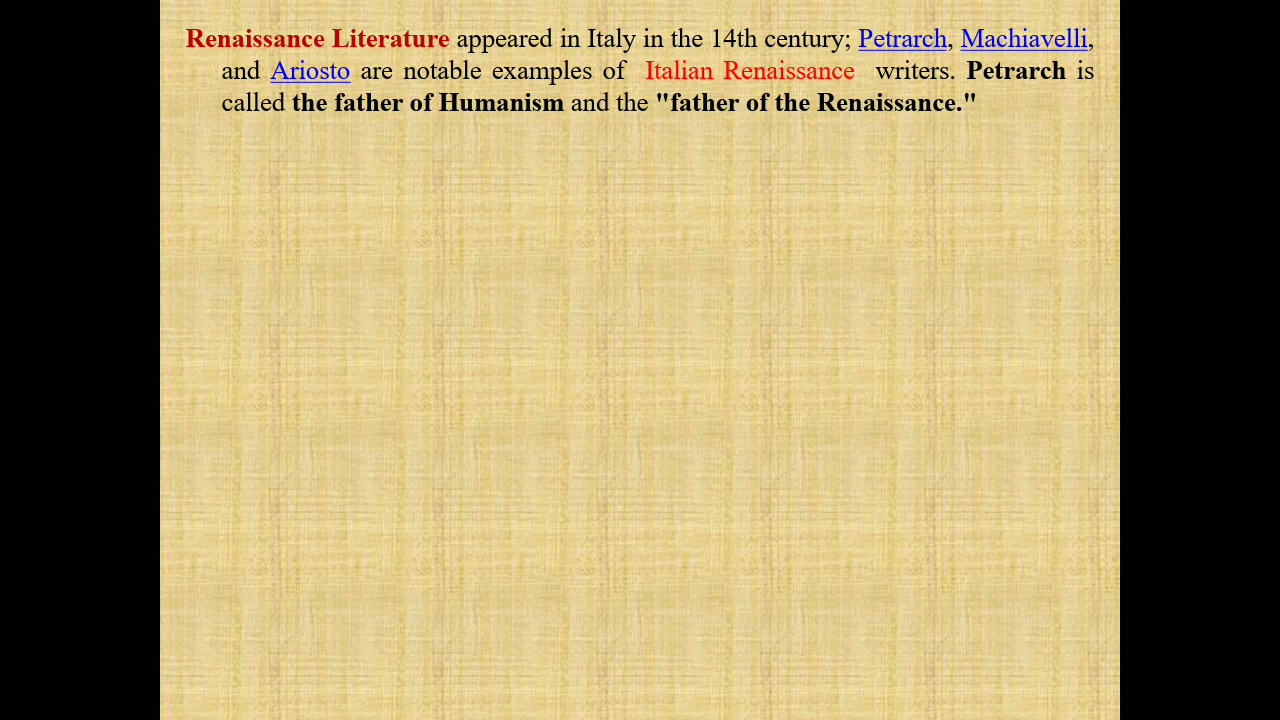 Renaissance Literature appeared in Italy in the 14th century; Petrarch, Machiavelli,
and Ariosto are notable examples of Italian Renaissance writers. Petrarch is
called the father of Humanism and the "father of the Renaissance."